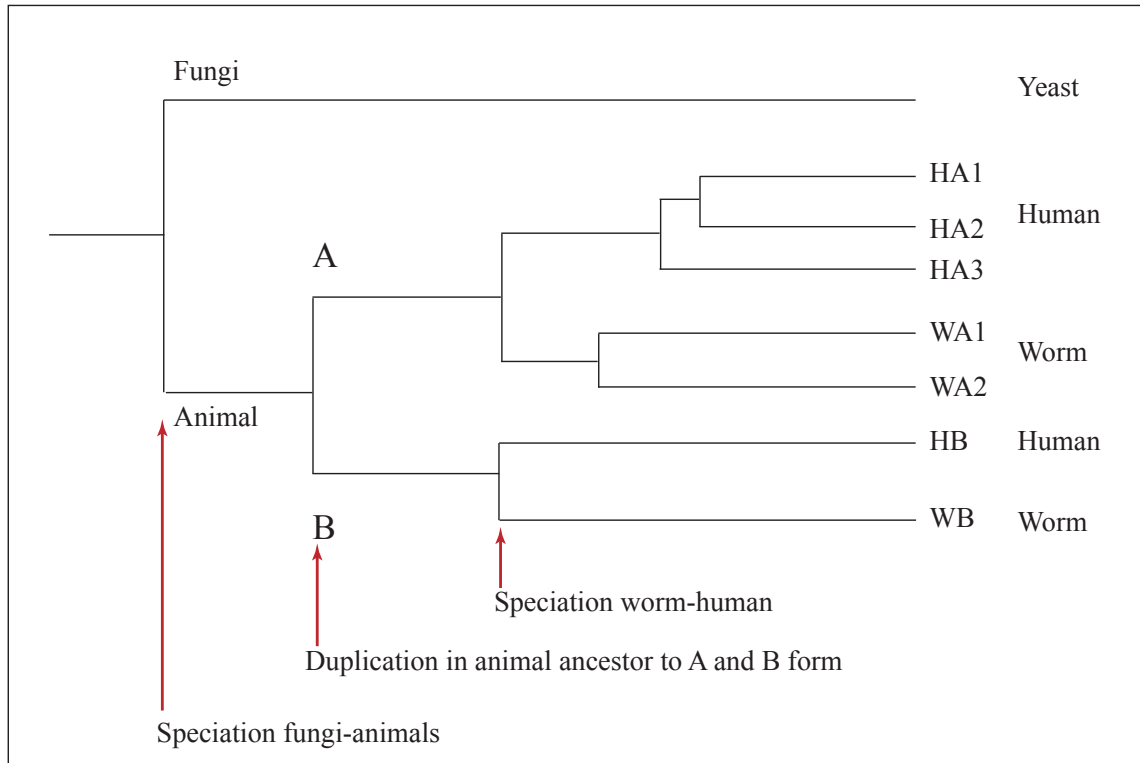 Fungi
Yeast
HA1
Human
HA2
A
HA3
WA1
Worm
WA2
Animal
HB Human
B
WB Worm
Speciation worm-human
Duplication in animal ancestor to A and B form
Speciation fungi-animals